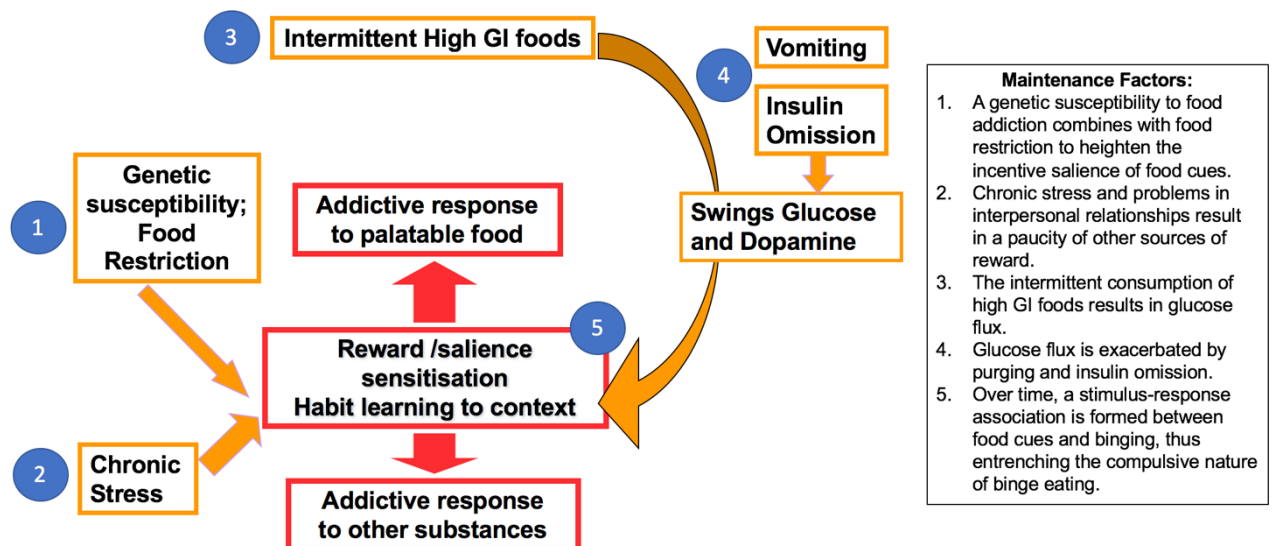 3
Intermittent High GI foods
4
Vomiting
Insulin
Omission
Swings Glucose
and Dopamine
1
Genetic
susceptibility;
Food
Restriction
Addictive response
to palatable food
5
Reward /salience
sensitisation
Habit learning to context
2
Chronic
Stress
Addictive response
to other substances
Maintenance Factors:
1. A genetic susceptibility to food
addiction combines with food
restriction to heighten the
incentive salience of food cues.
2. Chronic stress and problems in
interpersonal relationships result
in a paucity of other sources of
reward.
3. The intermittent consumption of
high GI foods results in glucose
flux.
4. Glucose flux is exacerbated by
purging and insulin omission.
5. Over time, a stimulus-response
association is formed between
food cues and binging, thus
entrenching the compulsive nature
of binge eating.